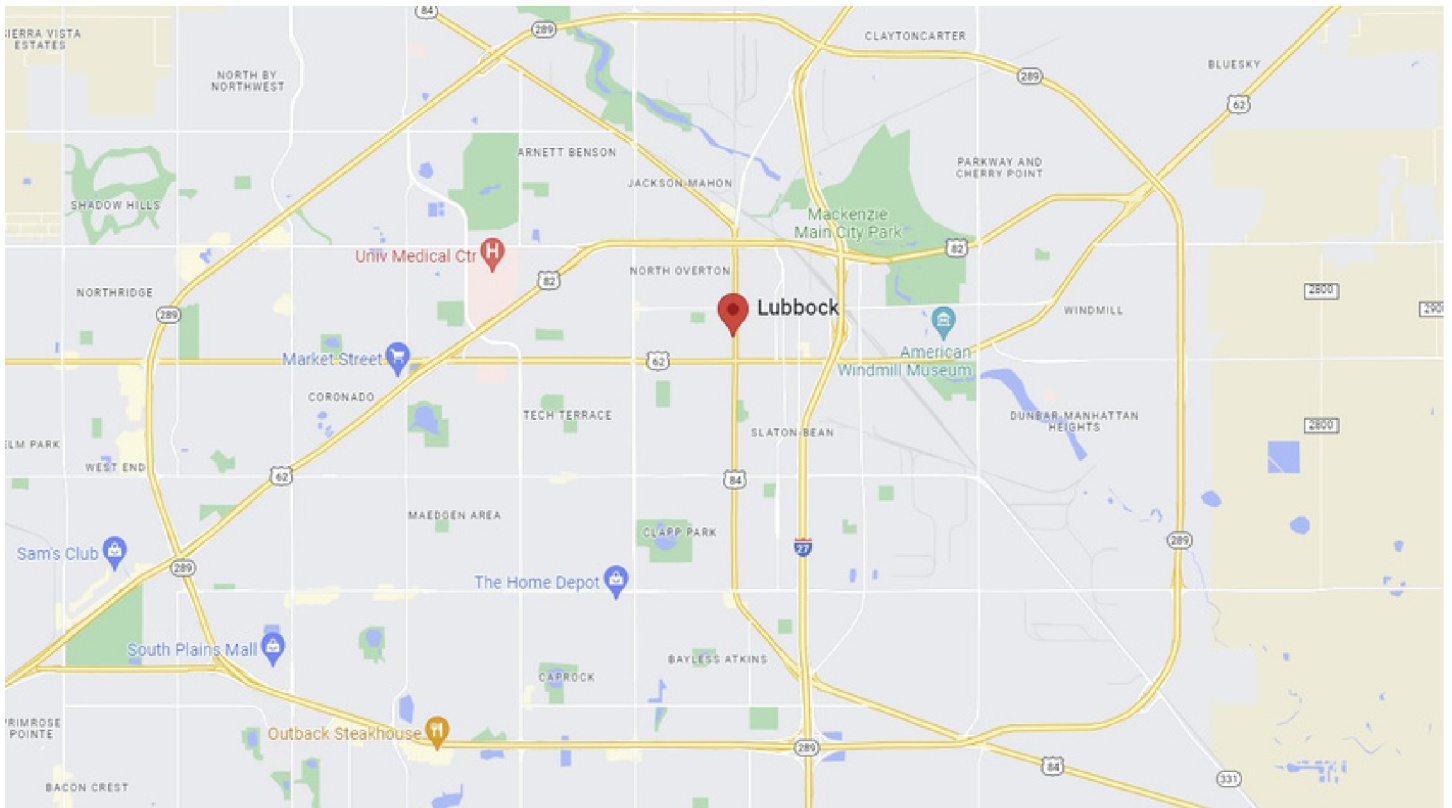 84
289
SIERRA VISTA
ESTATES
CLAYTONCARTER
NORTH BY
NORTHWEST
289
BLUESKY
62
ARNETT BENSON
PARKWAY AND
CHERRY POINT
JACKSON-MAHON
SHADOW HILLS
Mackenzie
Main City Park
Univ Medical Ctr
H
82
NORTH OVERTON
82
NORTHRIDGE
2800
289
Lubbock
WINDMILL
Market Street
62
American
Windmill Museum
CORONADO
TECH TERRACE
DUNBAR-MANHATTAN
HEIGHTS
2800
ELM PARK
SLATON-BEAN
WEST END
62
84
MAEDGEN AREA
CLAPP PARK
Sam's Club
289
27
289
The Home Depot
South Plains Mall
BAYLESS ATKINS
CAPROCK
PRIMROSE
POINTE
Outback Steakhouse
289
84
331
BACON CREST